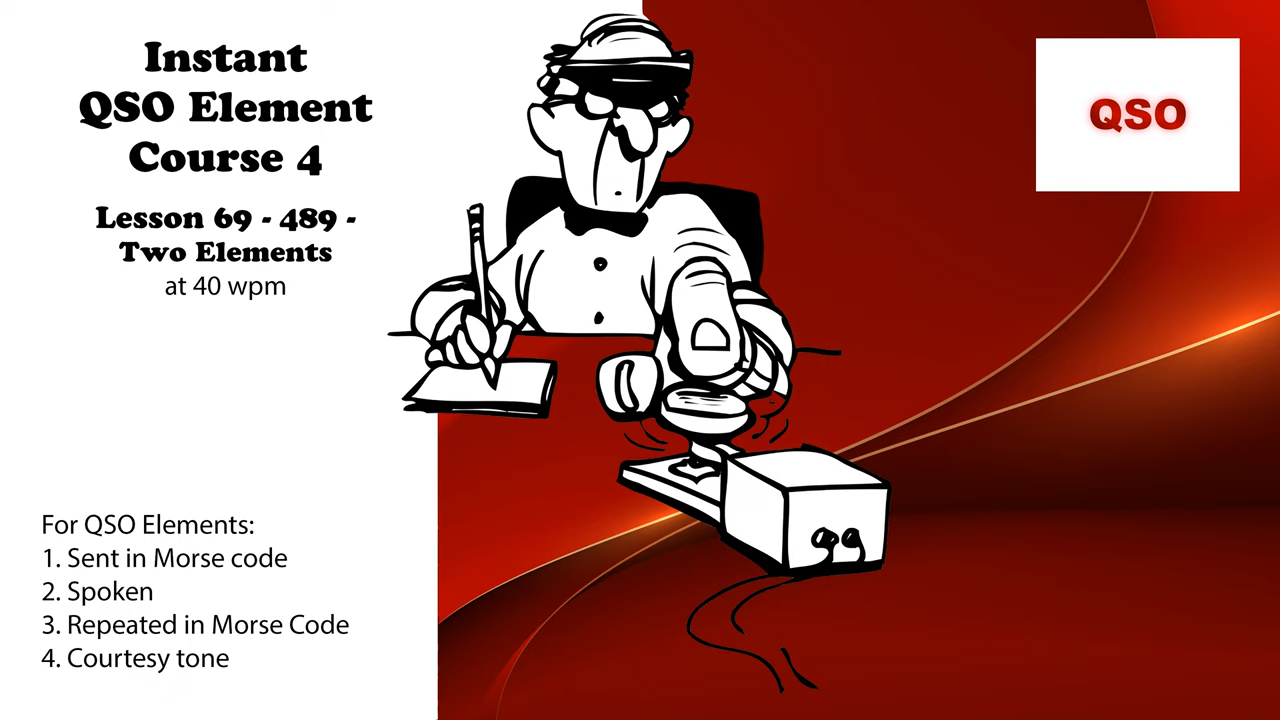 Instant
QSO Element
Course 4
Lesson 69 - 489 -
Two Elements
at 40 wpm
QSO
For QSO Elements:
1. Sent in Morse code
2. Spoken
3. Repeated in Morse Code
4. Courtesy tone